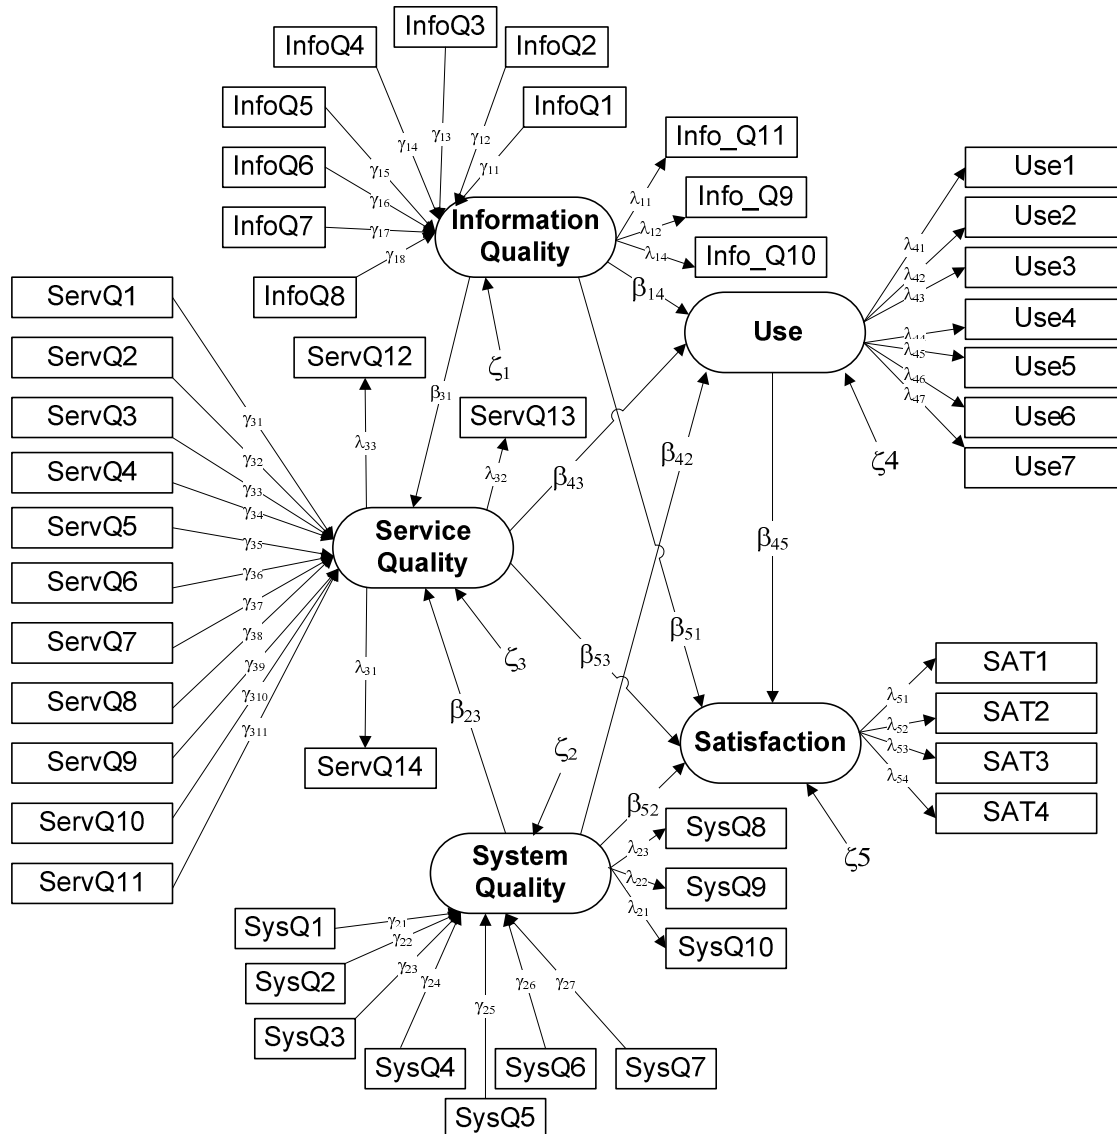 InfoQ3
InfoQ4
InfoQ2
InfoQ5
InfoQ1
InfoQ6
InfoQ7
InfoQ8
γ₁₃
γ₁₂
γ₁₄
γ₁₁
γ₁₅
γ₁₆
γ₁₇
γ₁₈
Information
Quality
Info_Q11
Info_Q9
Info_Q10
λ₁₁
λ₁₂
λ₁₄
β₁₄
ζ₁
Use
Use1
Use2
Use3
Use4
Use5
Use6
Use7
λ₄₁
λ₄₂
λ₄₃
λ₄₄
λ₄₅
λ₄₆
λ₄₇
ζ4
ServQ1
ServQ2
ServQ3
ServQ4
ServQ5
ServQ6
ServQ7
ServQ8
ServQ9
ServQ10
ServQ11
γ₃₁
γ₃₂
γ₃₃
γ₃₄
γ₃₅
γ₃₆
γ₃₇
γ₃₈
γ₃₉
γ₃₁₀
γ₃₁₁
ServQ12
β₃₁
ServQ13
λ₃₃
λ₃₂
β₄₃
β₄₂
Service
Quality
β₄₅
ζ₃
β₅₃
β₅₁
λ₃₁
β₂₃
ServQ14
ζ₂
Satisfaction
SAT1
SAT2
SAT3
SAT4
λ₅₁
λ₅₂
λ₅₃
λ₅₄
ζ5
β₅₂
System
Quality
SysQ8
SysQ9
SysQ10
λ₂₃
λ₂₂
λ₂₁
SysQ1
SysQ2
SysQ3
SysQ4
SysQ5
SysQ6
SysQ7
γ₂₁
γ₂₂
γ₂₃
γ₂₄
γ₂₅
γ₂₆
γ₂₇